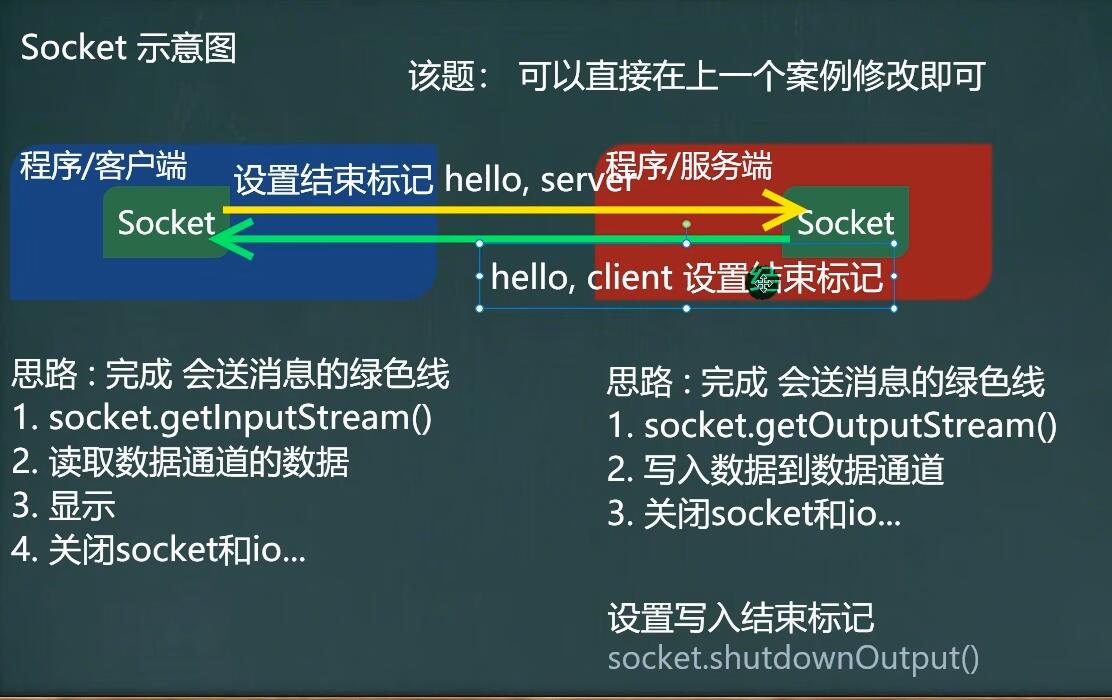 Socket 示意图
该题： 可以直接在上一个案例修改即可
程序/客户端
设置结束标记 hello, server
程序/服务端
Socket
Socket
hello, client 设置结束标记
思路 : 完成 会送消息的绿色线
1. socket.getInputStream()
2. 读取数据通道的数据
3. 显示
4. 关闭socket和io...
思路 : 完成 会送消息的绿色线
1. socket.getOutputStream()
2. 写入数据到数据通道
3. 关闭socket和io...
设置写入结束标记
socket.shutdownOutput()